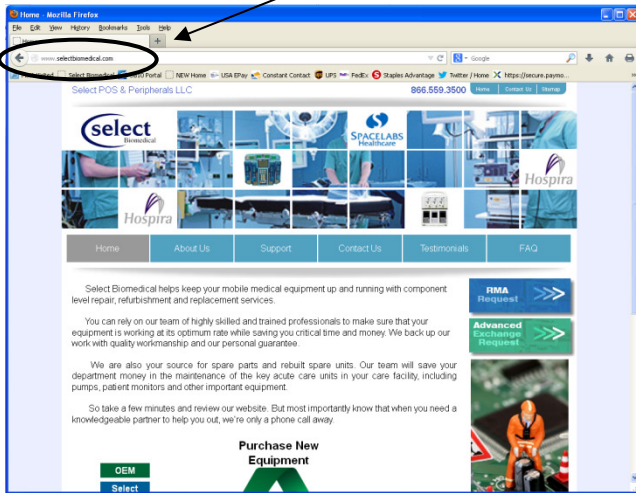 Home - Mozilla Firefox
File Edit View History Bookmarks Tools Help
www.selectbiomedical.com
Google
Select Biomedical
Portal
NEW Home
USA EPay
Constant Contact
UPS
FedEx
Staples Advantage
Twitter / Home
https://secure.paymo...
Select POS & Peripherals LLC
866.559.3500
Home
Contact Us
Sitemap
select
Biomedical
SPACELABS
Healthcare
Hospira
Hospira
Home
About Us
Support
Contact Us
Testimonials
FAQ
Select Biomedical helps keep your mobile medical equipment up and running with component
level repair, refurbishment and replacement services.
RMA
Request
You can rely on our team of highly skilled and trained professionals to make sure that your
equipment is working at its optimum rate while saving you critical time and money. We back up our
work with quality workmanship and our personal guarantee.
Advanced
Exchange
Request
We are also your source for spare parts and rebuilt spare units. Our team will save your
department money in the maintenance of the key acute care units in your care facility, including
pumps, patient monitors and other important equipment.
So take a few minutes and review our website. But most importantly know that when you need a
knowledgeable partner to help you out, we're only a phone call away.
Purchase New
Equipment
OEM
Select